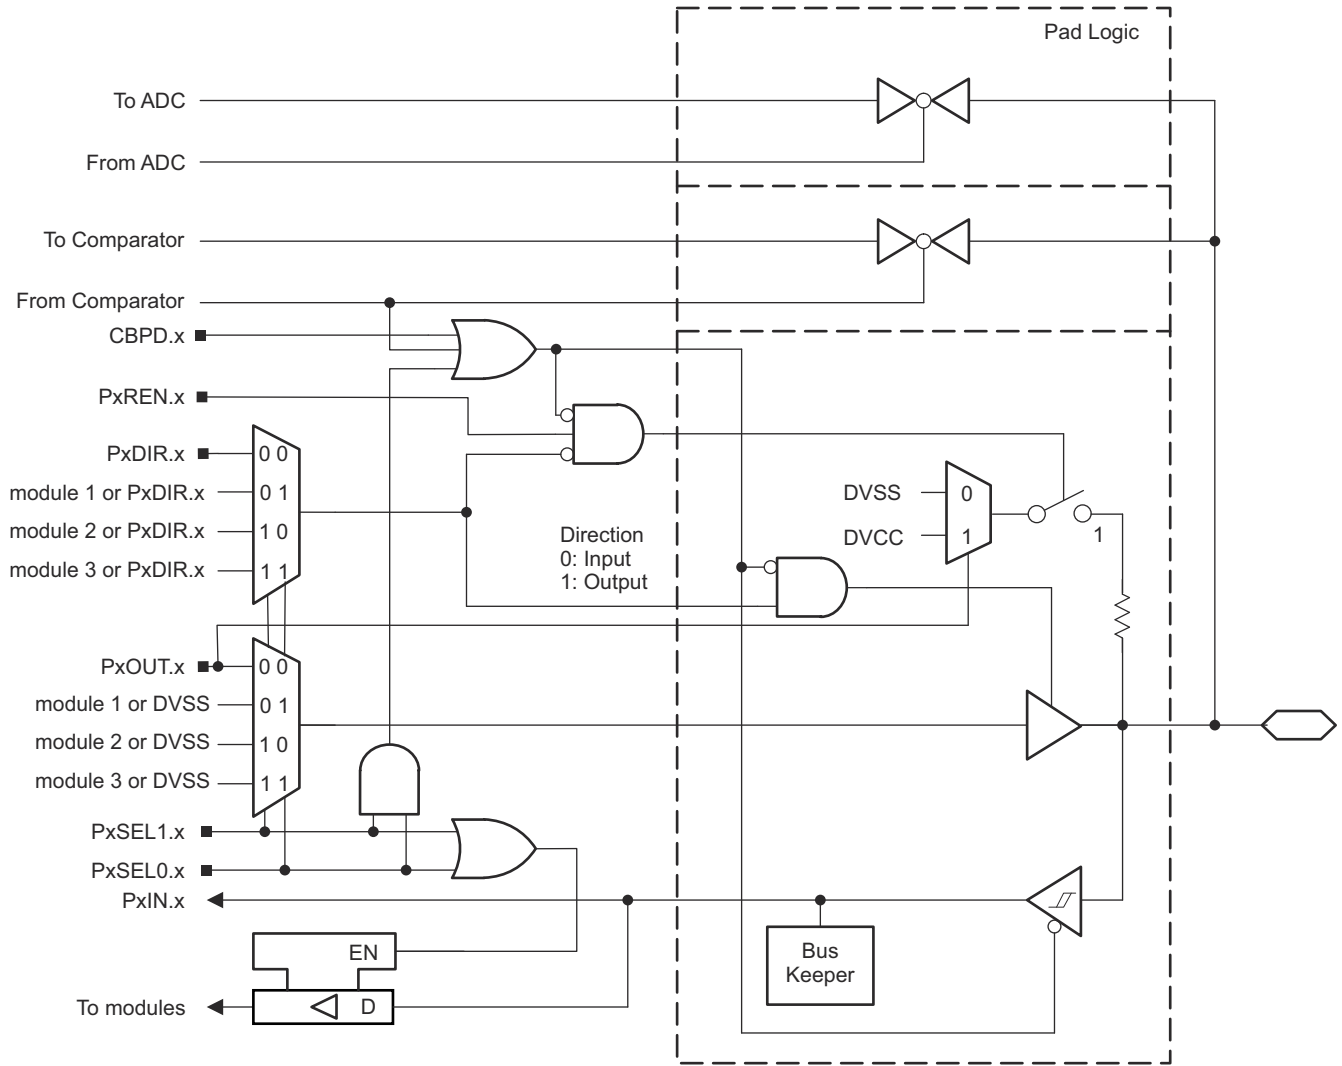 Pad Logic
To ADC
From ADC
To Comparator
From Comparator
CBPD.x
PxREN.x
PxDIR.x
0 0
module 1 or PxDIR.x
0 1
module 2 or PxDIR.x
1 0
module 3 or PxDIR.x
1 1
Direction
0: Input
1: Output
DVSS
0
DVCC
1
1
PxOUT.x
0 0
module 1 or DVSS
0 1
module 2 or DVSS
1 0
module 3 or DVSS
1 1
PxSEL1.x
PxSEL0.x
PxIN.x
EN
Bus
Keeper
To modules
D